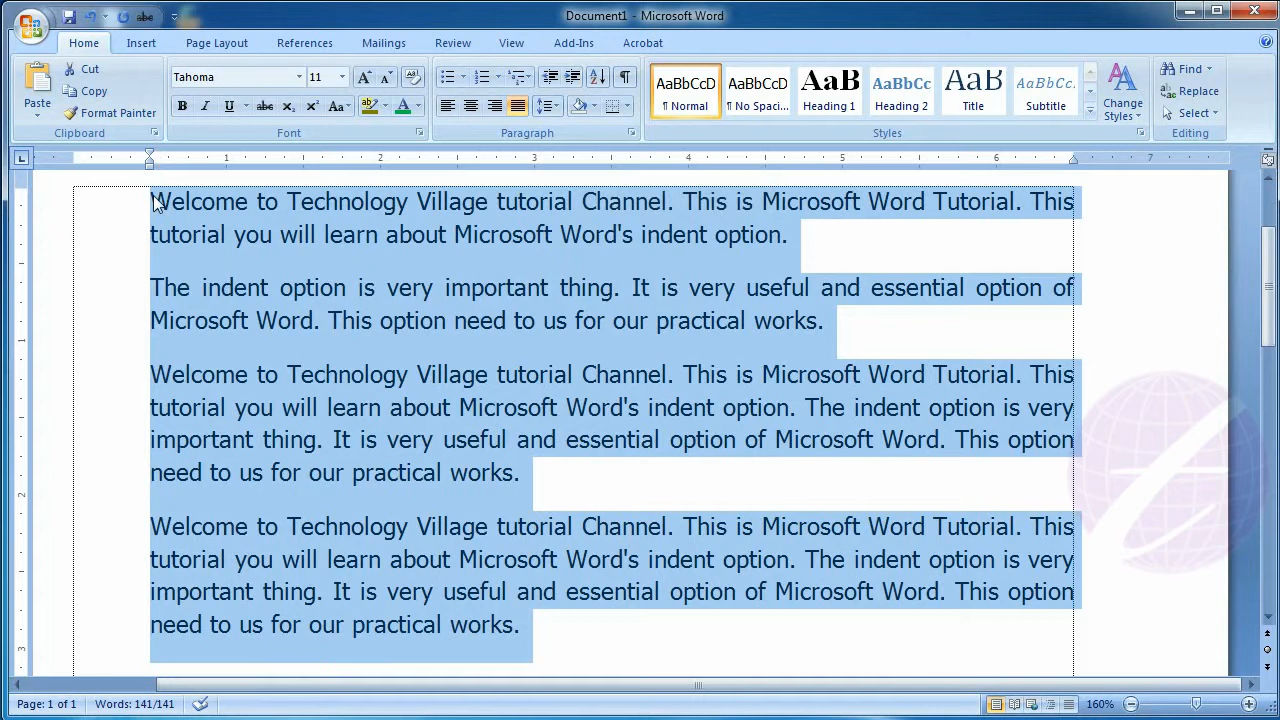 Document1 - Microsoft Word
Home Insert Page Layout References Mailings Review View Add-Ins Acrobat
Paste
Cut
Copy
Format Painter
Clipboard
Tahoma 11
Font
Paragraph
AaBbCcD
¶ Normal
AaBbCcD
¶ No Spaci...
AaB
Heading 1
AaBbCc
Heading 2
AaB
Title
AaBbCc.
Subtitle
Change
Styles
Styles
Find
Replace
Select
Editing
1 2 3 4 5 6 7
Welcome to Technology Village tutorial Channel. This is Microsoft Word Tutorial. This
tutorial you will learn about Microsoft Word's indent option.
The indent option is very important thing. It is very useful and essential option of
Microsoft Word. This option need to us for our practical works.
Welcome to Technology Village tutorial Channel. This is Microsoft Word Tutorial. This
tutorial you will learn about Microsoft Word's indent option. The indent option is very
important thing. It is very useful and essential option of Microsoft Word. This option
need to us for our practical works.
Welcome to Technology Village tutorial Channel. This is Microsoft Word Tutorial. This
tutorial you will learn about Microsoft Word's indent option. The indent option is very
important thing. It is very useful and essential option of Microsoft Word. This option
need to us for our practical works.
1
2
3
Page: 1 of 1 Words: 141/141 160%